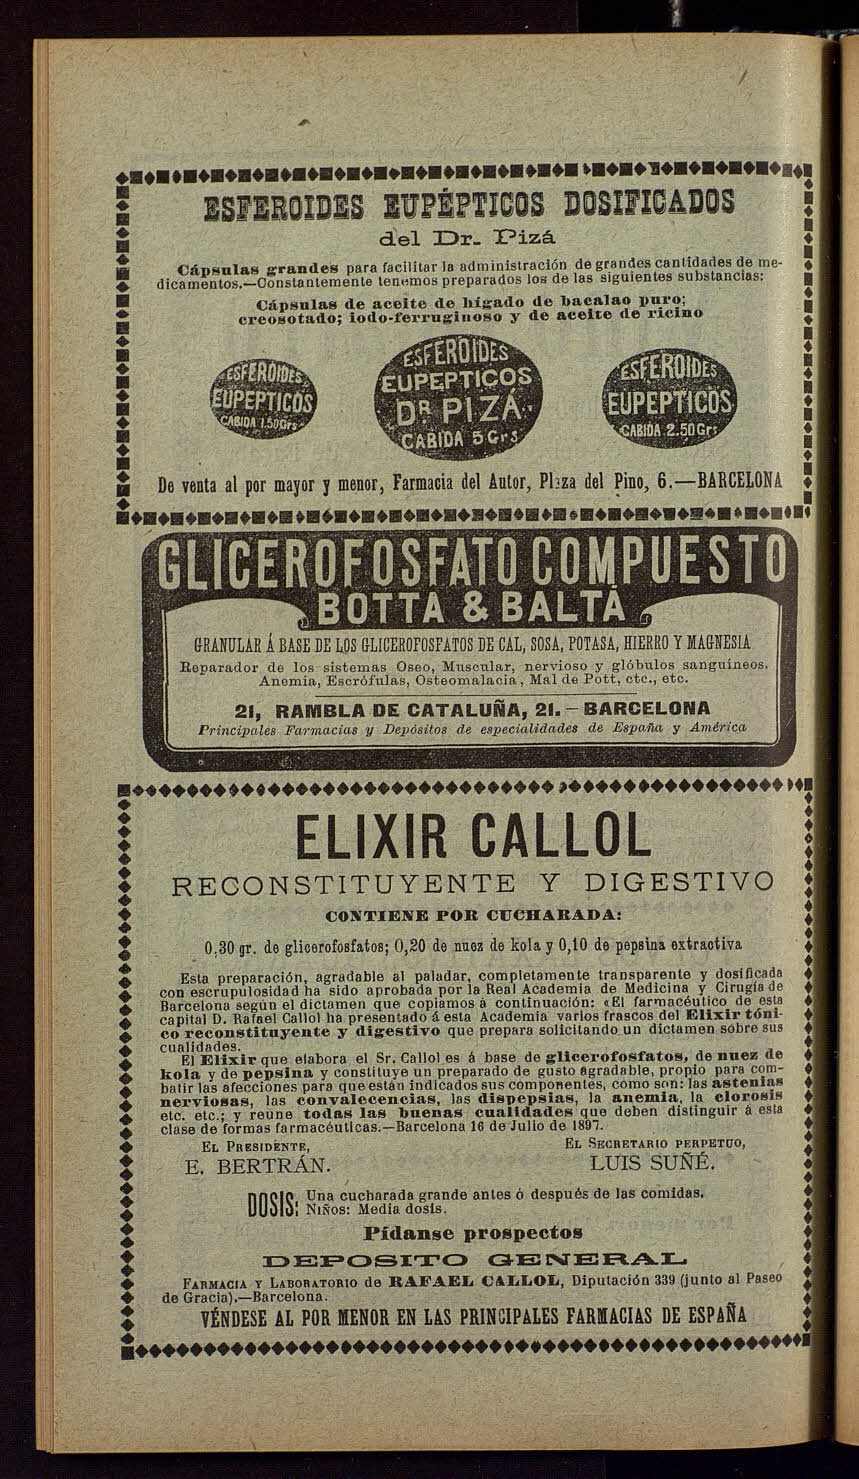 ESFEROIDES EUPÉPTICOS DOSIFICADOS
del Dr. Pizá
Cápsulas grandes para facilitar la administración de grandes cantidades de me-
dicamentos.—Constantemente tenemos preparados los de las siguientes substancias:
Cápsulas de aceite de hígado de bacalao puro;
creosotado; iodo-ferruginoso y de aceite de ricino
ESFEROIDES
EUPEPTICOS
CABIDA 1.50 Grs
ESFEROIDES
EUPEPTICOS
DR PIZÁ
CABIDA 5 Grs
ESFEROIDES
EUPEPTICOS
CABIDA 2.50 Grs
De venta al por mayor y menor, Farmacia del Autor, Plaza del Pino, 6.—BARCELONA
GLICEROFOSFATO COMPUESTO
BOTTA & BALTÁ
GRANULAR Á BASE DE LOS GLICEROFOSFATOS DE CAL, SOSA, POTASA, HIERRO Y MAGNESIA
Reparador de los sistemas Oseo, Muscular, nervioso y glóbulos sanguíneos.
Anemia, Escrófulas, Osteomalacia, Mal de Pott, etc., etc.
21, RAMBLA DE CATALUÑA, 21.—BARCELONA
Principales Farmacias y Depósitos de especialidades de España y América
ELIXIR CALLOL
RECONSTITUYENTE Y DIGESTIVO
CONTIENE POR CUCHARADA:
0,30 gr. de glicerofosfatos; 0,20 de nuez de kola y 0,10 de pepsina extractiva
Esta preparación, agradable al paladar, completamente transparente y dosificada
con escrupulosidad ha sido aprobada por la Real Academia de Medicina y Cirugía de
Barcelona según el dictamen que copiamos á continuación: «El farmacéutico de esta
capital D. Rafael Callol ha presentado á esta Academia varios frascos del Elixir tóni-
co reconstituyente y digestivo que prepara solicitando un dictamen sobre sus
cualidades.
El Elixir que elabora el Sr. Callol es á base de glicerofosfatos, de nuez de
kola y de pepsina y constituye un preparado de gusto agradable, propio para com-
batir las afecciones para que están indicados sus componentes, como son: las astenias
nerviosas, las convalecencias, las dispepsias, la anemia, la clorosis
etc. etc.; y reune todas las buenas cualidades que deben distinguir á esta
clase de formas farmacéuticas.—Barcelona 16 de Julio de 1897.
EL PRESIDENTE, EL SECRETARIO PERPETUO,
E. BERTRÁN. LUIS SUÑÉ.
DOSIS: Una cucharada grande antes ó después de las comidas.
NIÑOS: Media dosis.
Pídanse prospectos
DEPOSITO GENERAL
FARMACIA Y LABORATORIO de RAFAEL CALLOL, Diputación 339 (junto al Paseo
de Gracia).—Barcelona.
VÉNDESE AL POR MENOR EN LAS PRINCIPALES FARMACIAS DE ESPAÑA